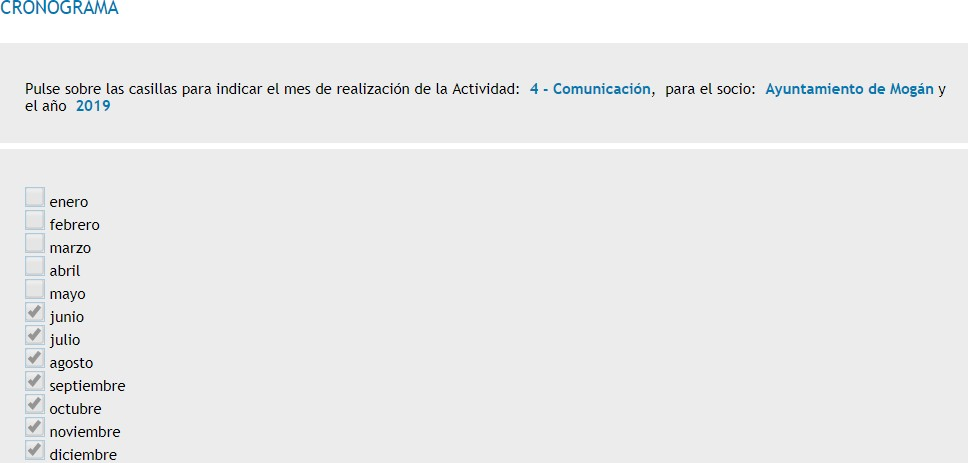 CRONOGRAMA
Pulse sobre las casillas para indicar el mes de realización de la Actividad: 4 - Comunicación, para el socio: Ayuntamiento de Mogán y
el año 2019
enero
febrero
marzo
abril
mayo
junio
julio
agosto
septiembre
octubre
noviembre
diciembre